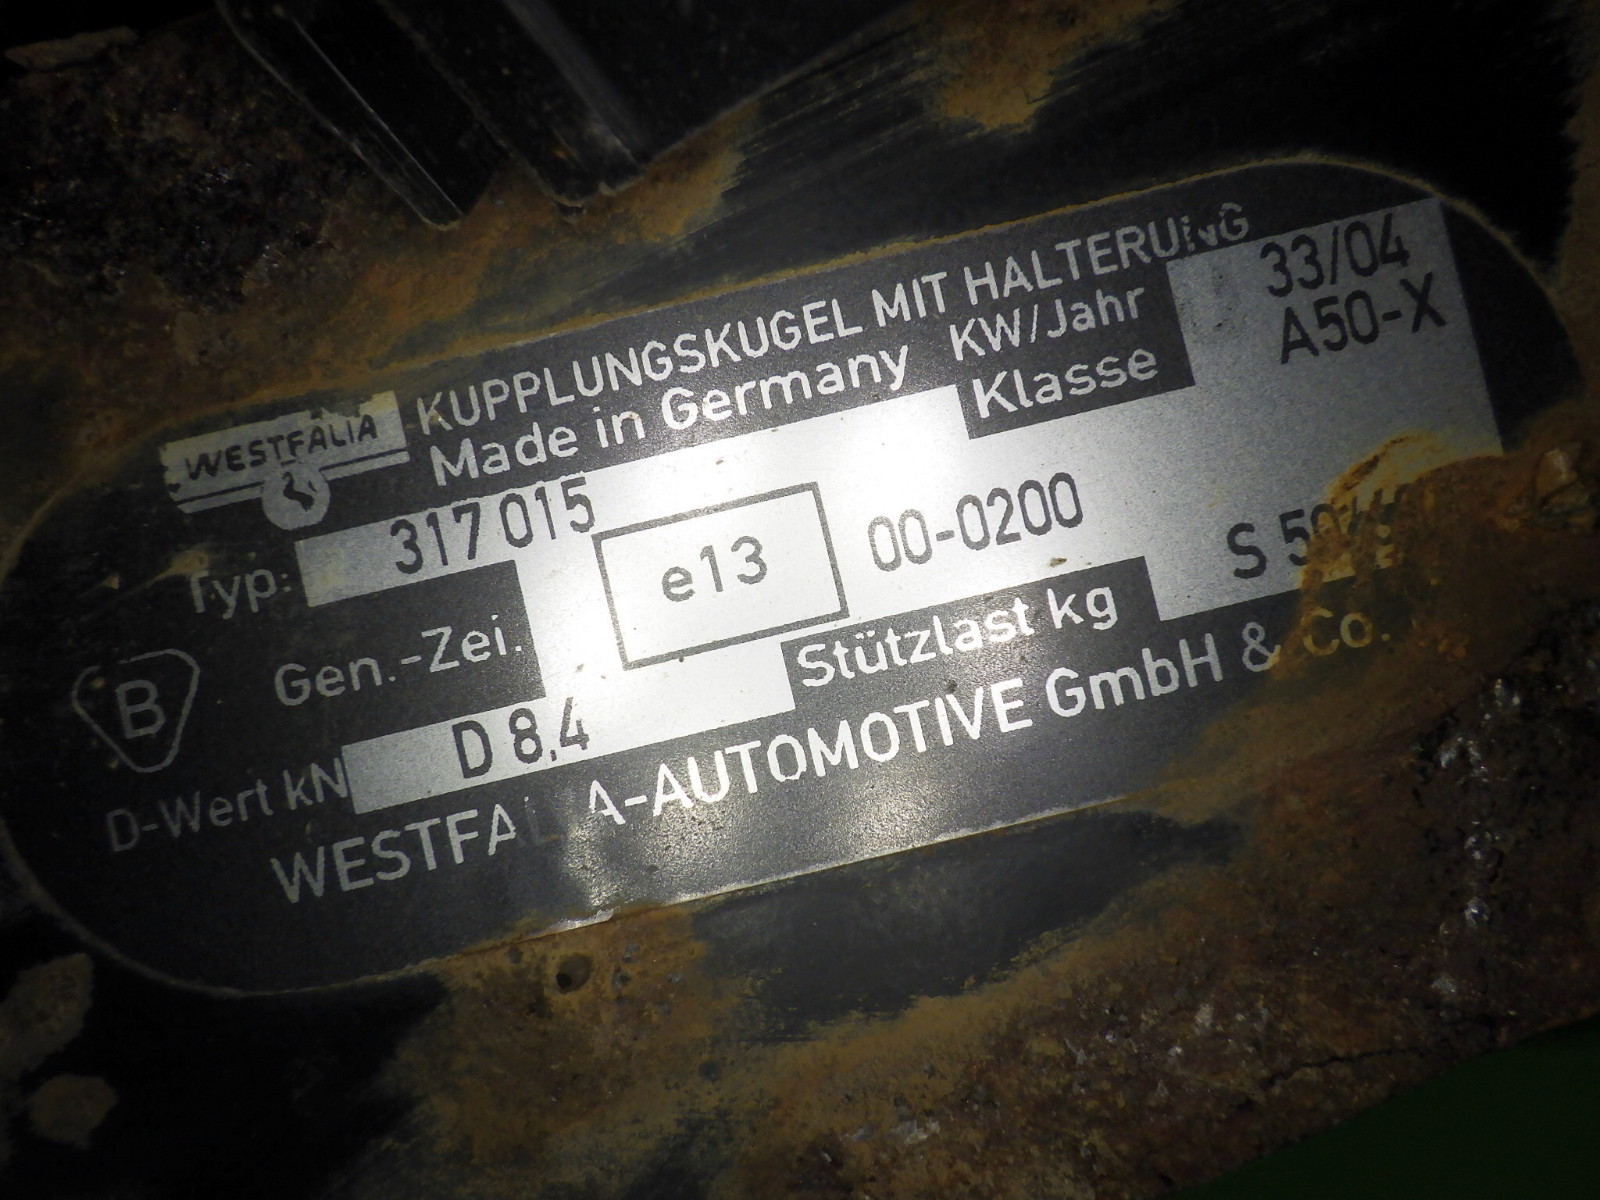 WESTFALIA
KUPPLUNGSKUGEL MIT HALTERUNG
Made in Germany KW/Jahr 33/04
Klasse A50-X
Typ: 317 015
B Gen.-Zei. e13 00-0200
D-Wert kN D 8,4 Stützlast kg S
WESTFALIA-AUTOMOTIVE GmbH & Co.